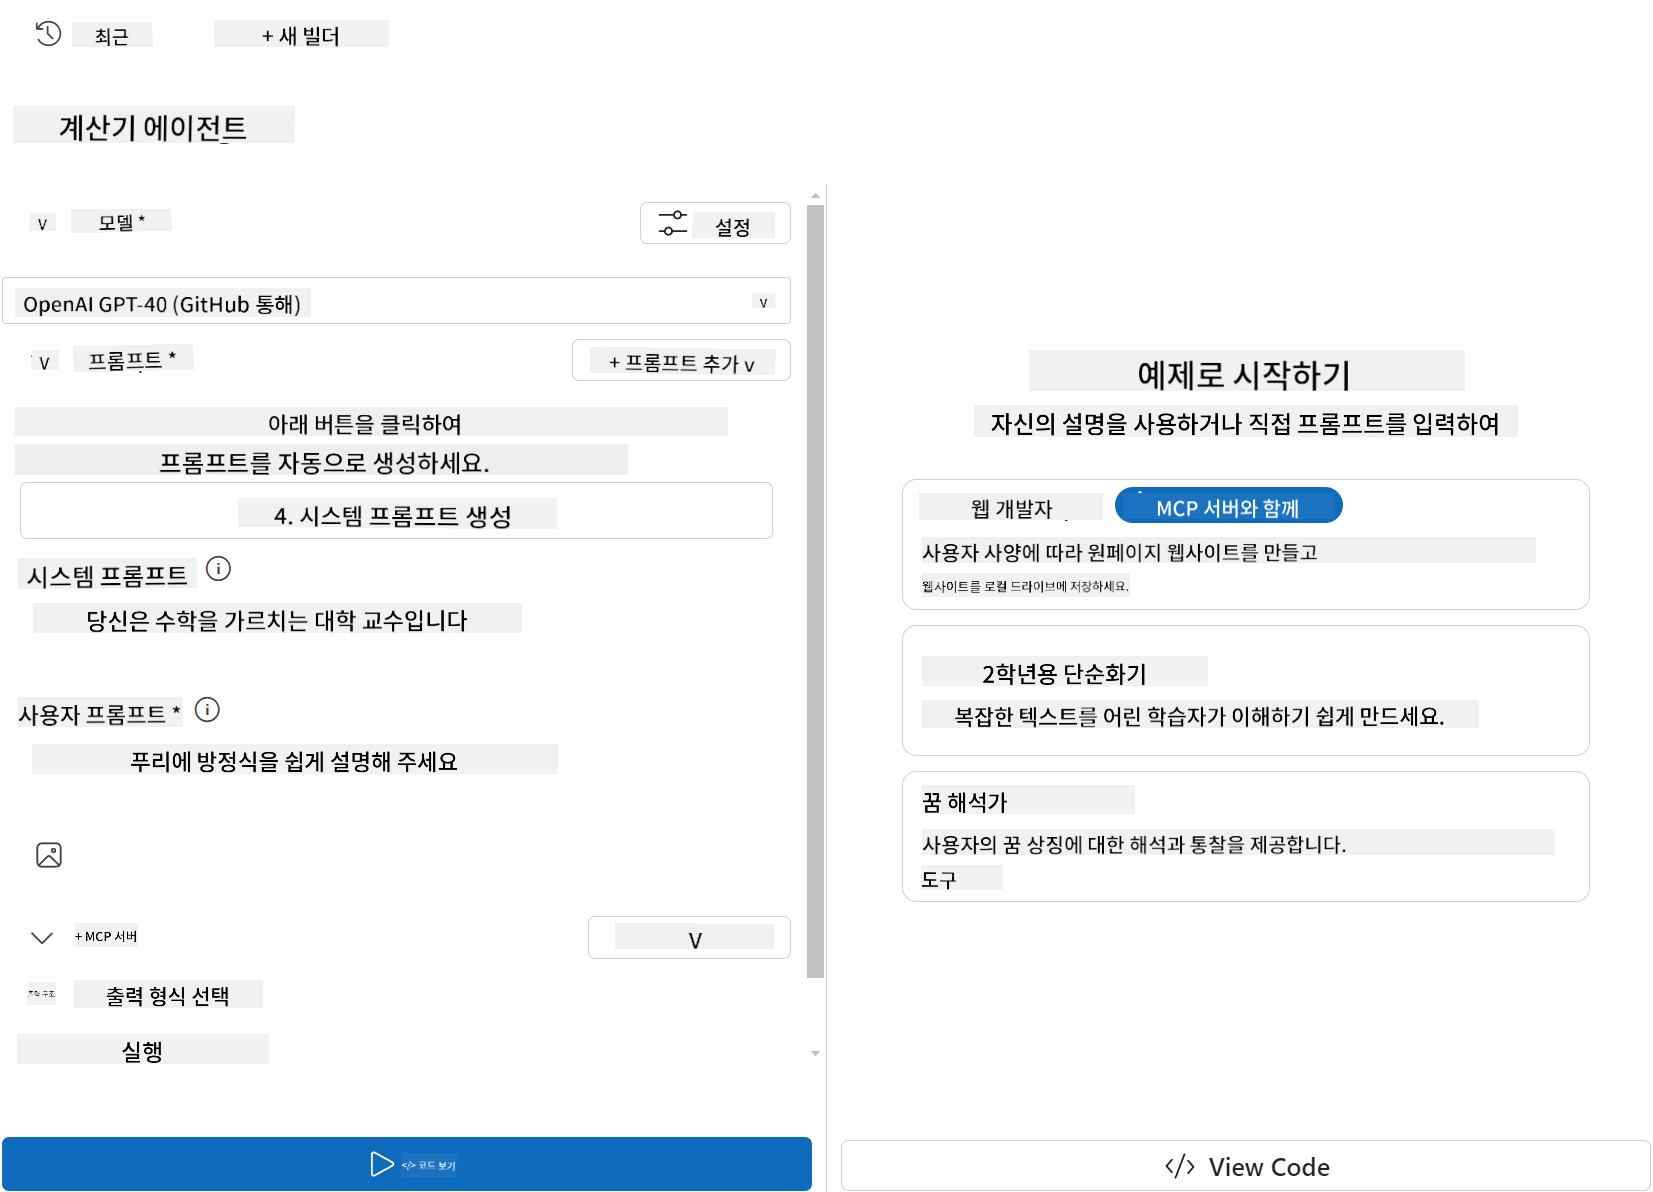 최근
+ 새 빌더
계산기 에이전트
v 모델 *
설정
OpenAI GPT-40 (GitHub 통해)
v
v 프롬프트 *
+ 프롬프트 추가 v
아래 버튼을 클릭하여
프롬프트를 자동으로 생성하세요.
4. 시스템 프롬프트 생성
시스템 프롬프트
당신은 수학을 가르치는 대학 교수입니다
사용자 프롬프트 *
푸리에 방정식을 쉽게 설명해 주세요
+ MCP 서버
V
구조
출력 형식 선택
실행
</> 코드 보기
예제로 시작하기
자신의 설명을 사용하거나 직접 프롬프트를 입력하여
웹 개발자
MCP 서버와 함께
사용자 사양에 따라 원페이지 웹사이트를 만들고
웹사이트를 로컬 드라이브에 저장하세요.
2학년용 단순화기
복잡한 텍스트를 어린 학습자가 이해하기 쉽게 만드세요.
꿈 해석가
사용자의 꿈 상징에 대한 해석과 통찰을 제공합니다.
도구
</> View Code